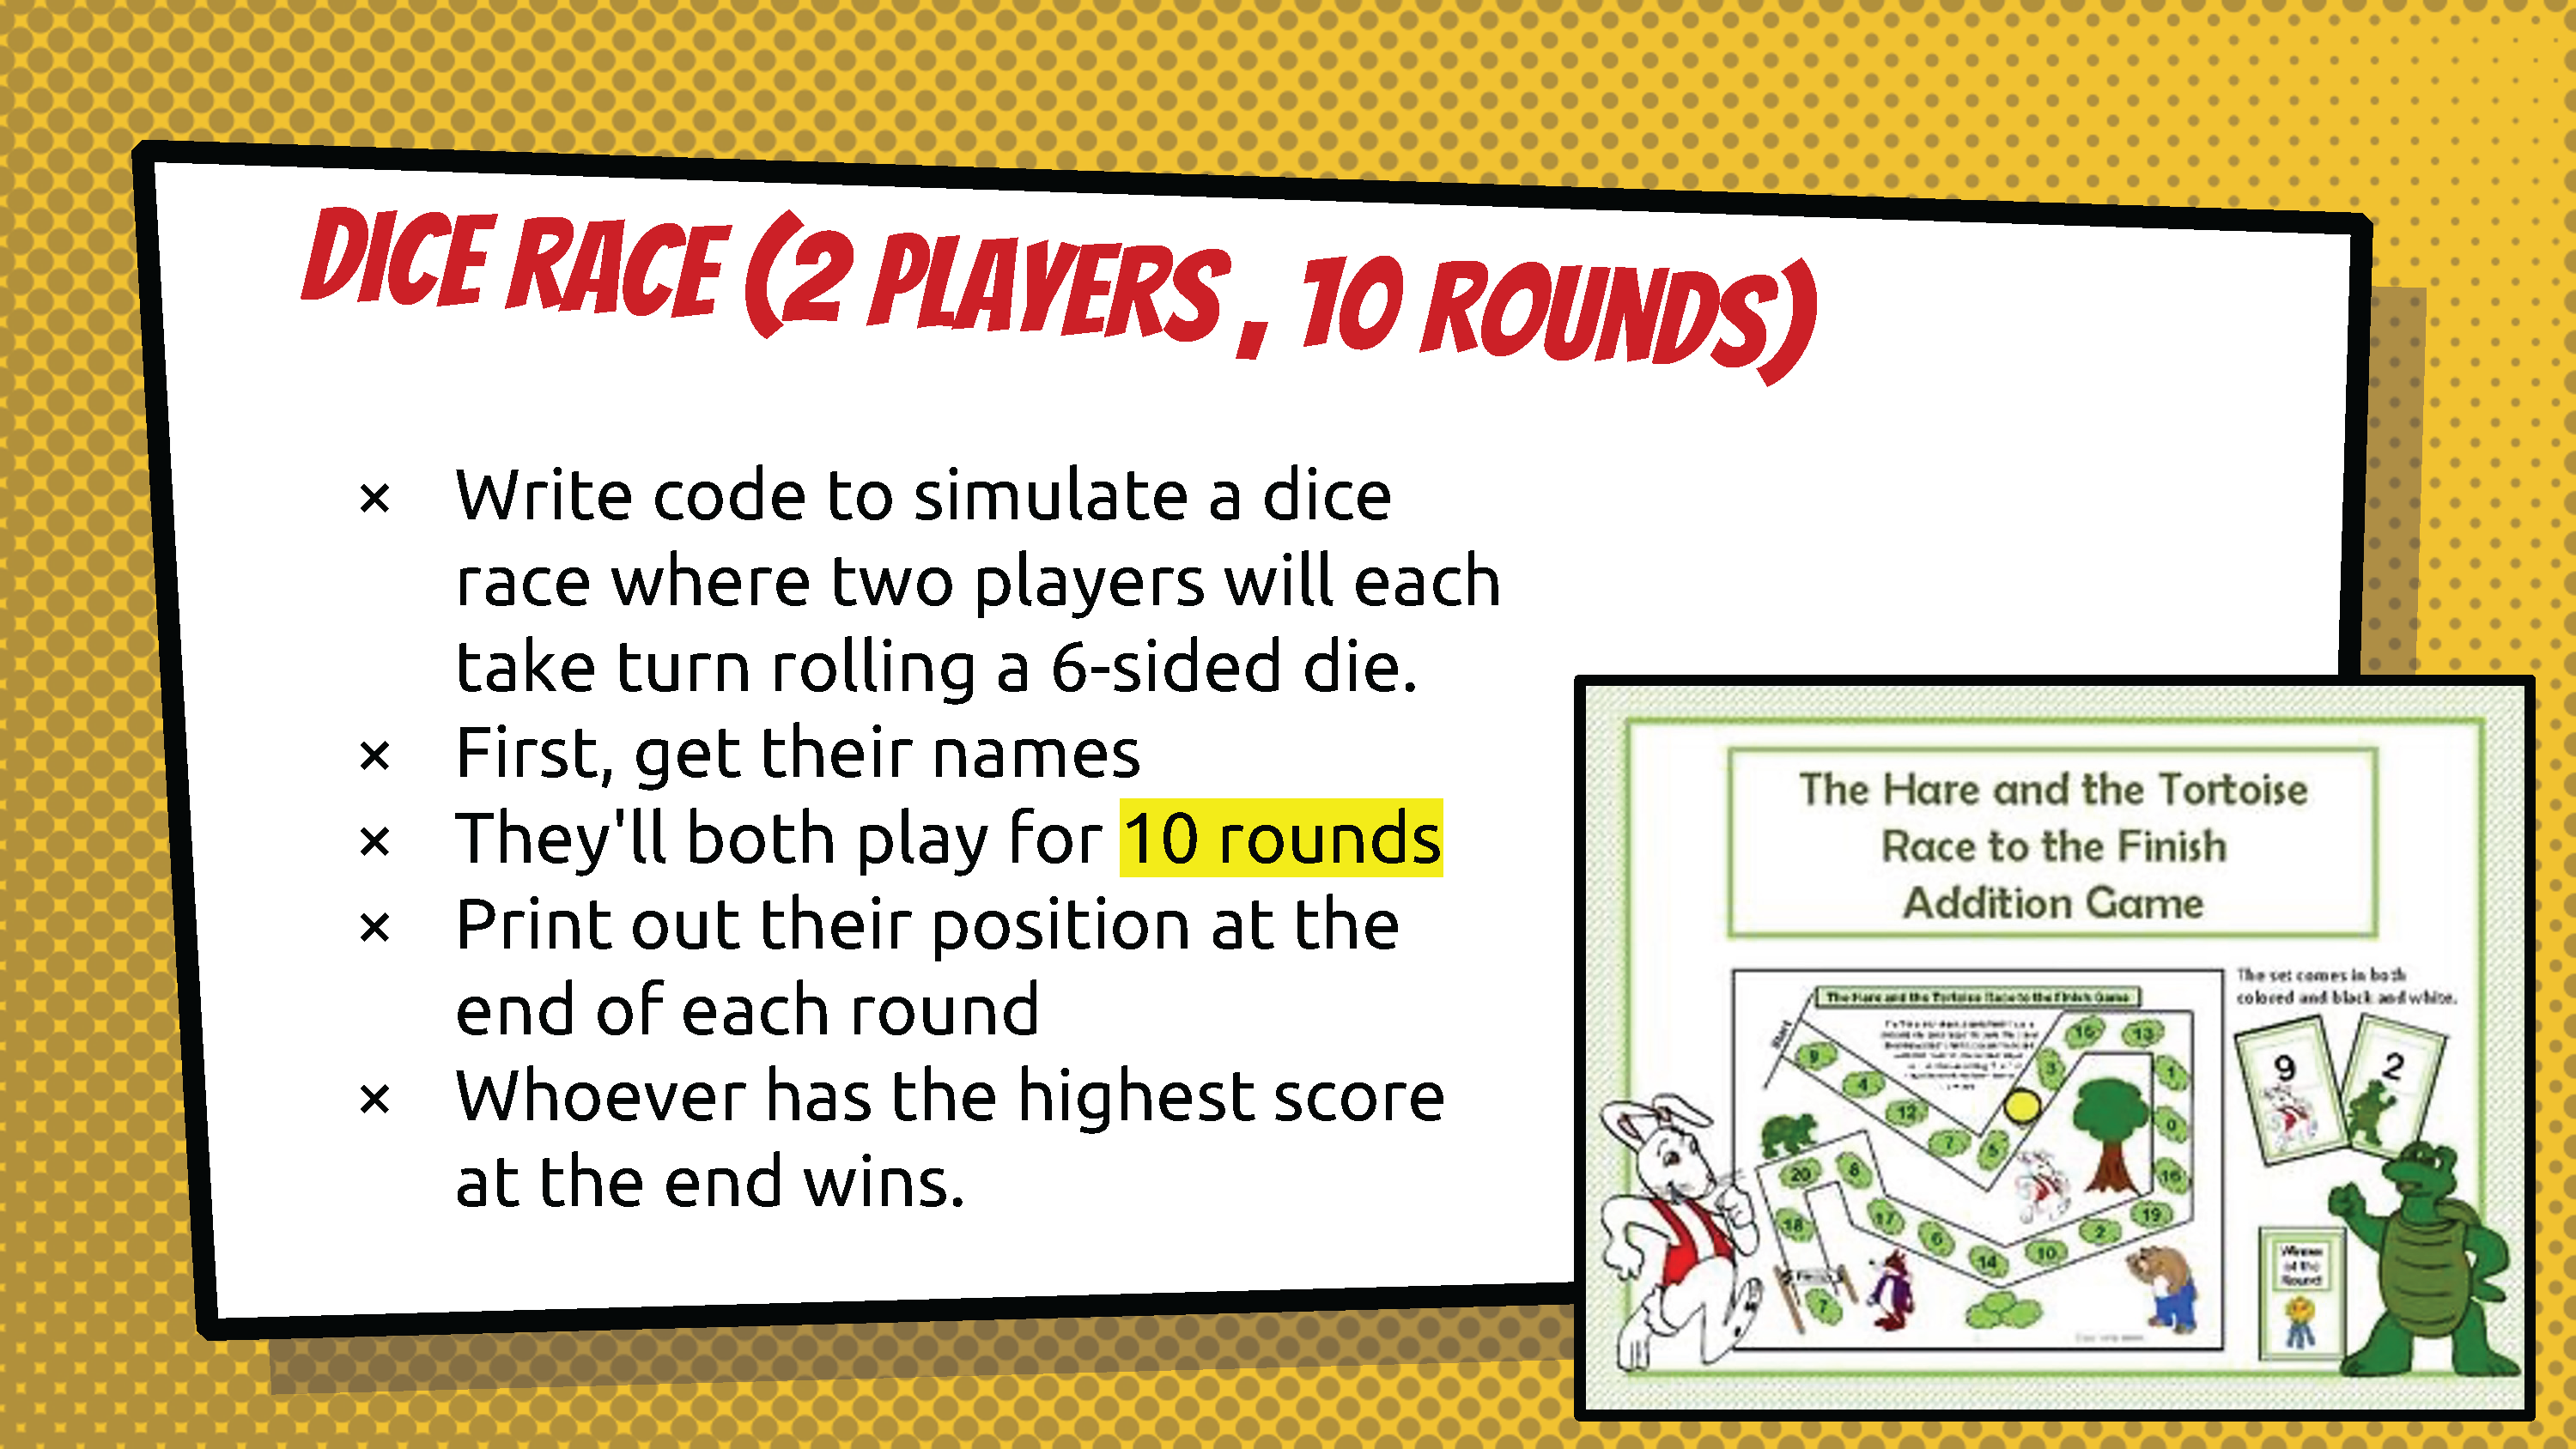 DICE RACE (2 PLAYERS , 10 ROUNDS)
× Write code to simulate a dice
race where two players will each
take turn rolling a 6-sided die.
× First, get their names
× They'll both play for 10 rounds
× Print out their position at the
end of each round
× Whoever has the highest score
at the end wins.
The Hare and the Tortoise
Race to the Finish
Addition Game
The set comes in both
colored and black and white.
The Hare and the Tortoise Race to the Finish Game
Start
15
13
9
3
1
4
12
0
7
5
16
20
8
19
18
17
2
6
10
14
7
9
2
Winner
of the
Round